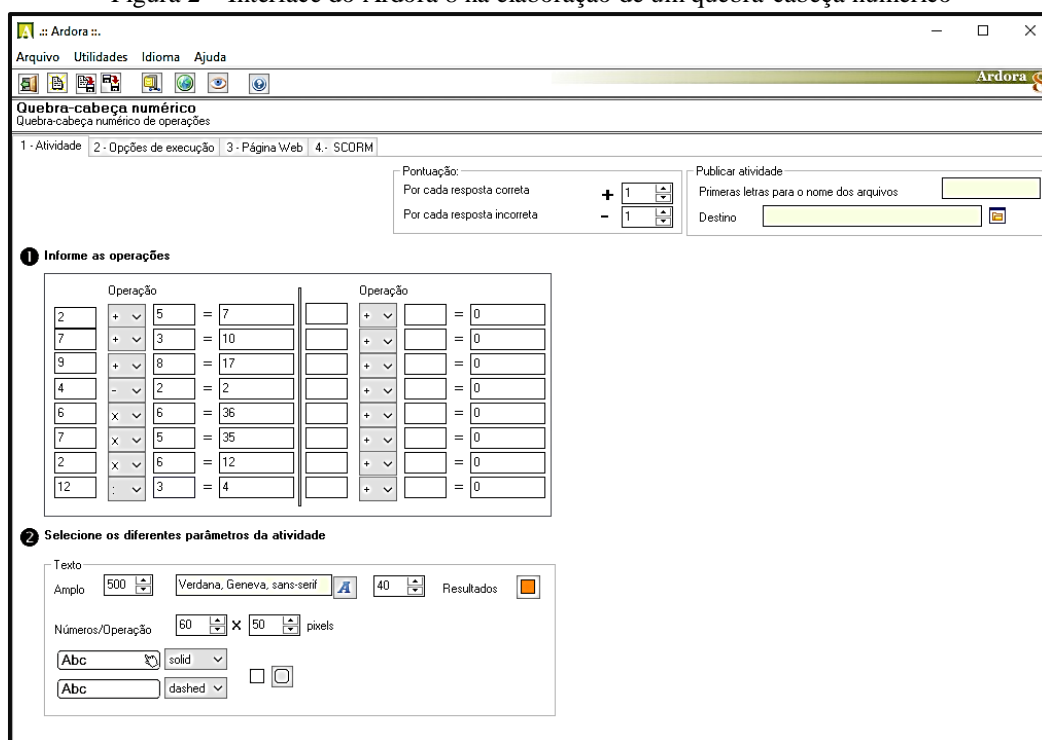 Figura 2 – Interface do Ardora 8 na elaboração de um quebra-cabeça numérico
.:: Ardora ::.
Arquivo Utilidades Idioma Ajuda
Ardora
Quebra-cabeça numérico
Quebra-cabeça numérico de operações
1 - Atividade 2 - Opções de execução 3 - Página Web 4.- SCORM
Pontuação:
Por cada resposta correta + 1
Por cada resposta incorreta - 1
Publicar atividade
Primeras letras para o nome dos arquivos
Destino
1 Informe as operações
Operação Operação
2 + 5 = 7 + = 0
7 + 3 = 10 + = 0
9 + 8 = 17 + = 0
4 - 2 = 2 + = 0
6 x 6 = 36 + = 0
7 x 5 = 35 + = 0
2 x 6 = 12 + = 0
12 : 3 = 4 + = 0
2 Selecione os diferentes parâmetros da atividade
Texto
Amplo 500 Verdana, Geneva, sans-serif A 40 Resultados
Números/Operação 60 X 50 pixels
Abc solid
Abc dashed